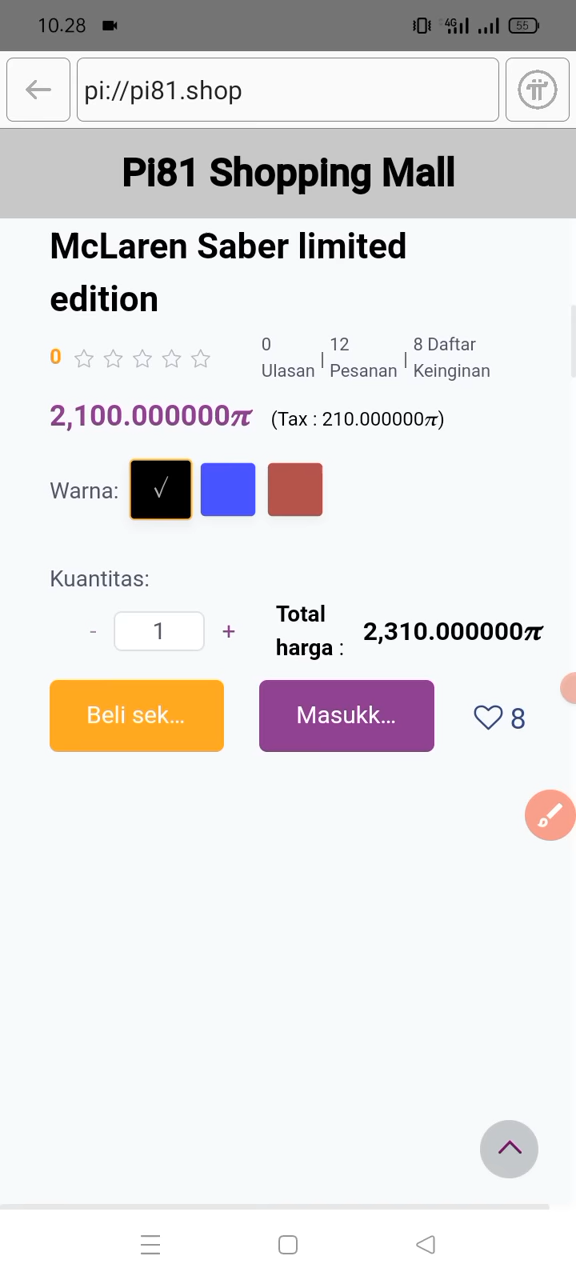 10.28 4G 55
pi://pi81.shop
Pi81 Shopping Mall
McLaren Saber limited
edition
0
0 Ulasan | 12 Pesanan | 8 Daftar Keinginan
2,100.000000π (Tax : 210.000000π)
Warna: √
Kuantitas:
- 1 +
Total harga : 2,310.000000π
Beli sek... Masukk... 8